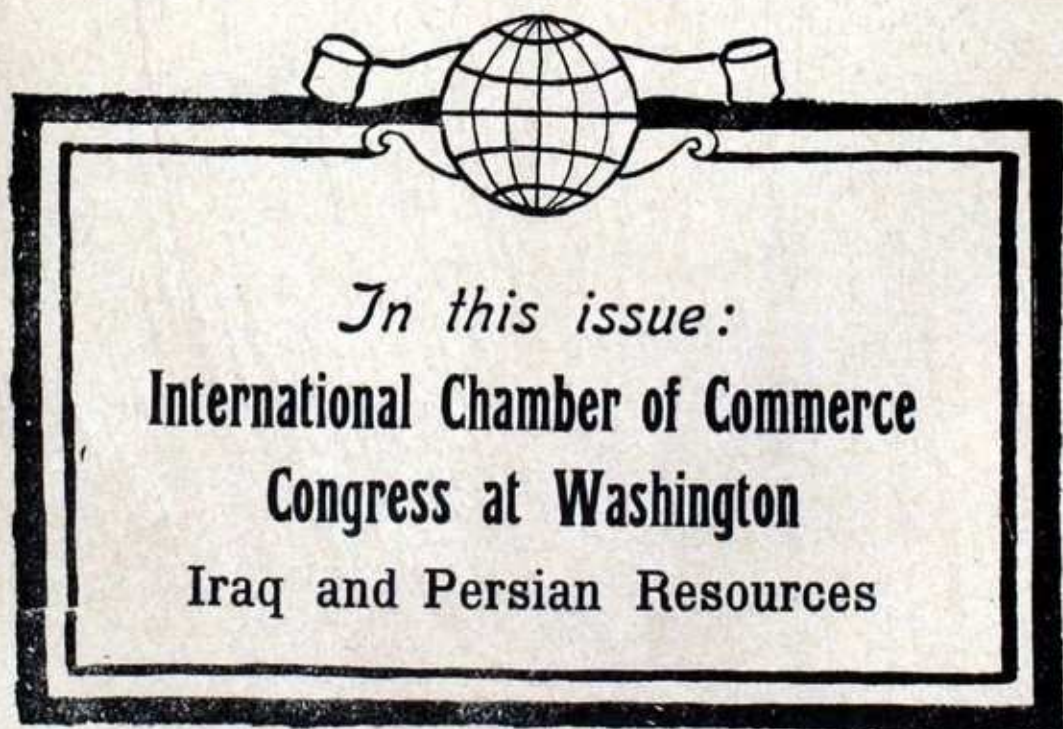 In this issue:
International Chamber of Commerce
Congress at Washington
Iraq and Persian Resources